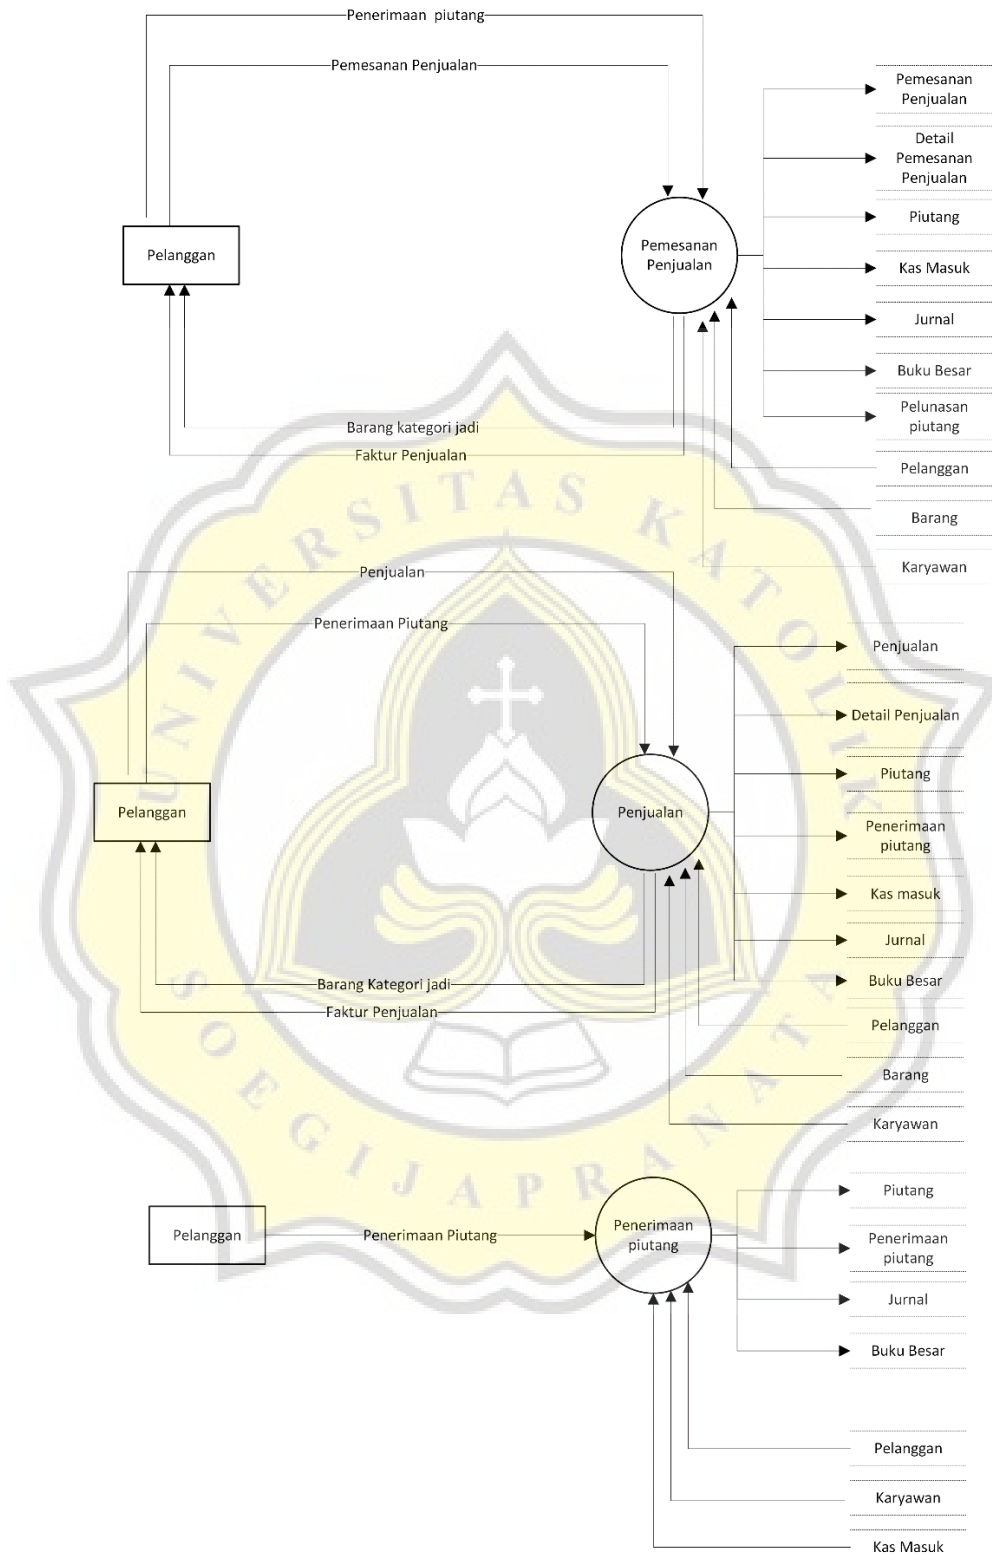 Penerimaan piutang
Pemesanan Penjualan
Pelanggan
Pemesanan
Penjualan
Pemesanan
Penjualan
Detail
Pemesanan
Penjualan
Piutang
Kas Masuk
Jurnal
Buku Besar
Pelunasan
piutang
Pelanggan
Barang
Karyawan
Barang kategori jadi
Faktur Penjualan
UNIVERSITAS KATOLIK
Penjualan
Penerimaan Piutang
Pelanggan
Penjualan
Penjualan
Detail Penjualan
Piutang
Penerimaan
piutang
Kas masuk
Jurnal
Buku Besar
Pelanggan
Barang
Karyawan
Barang Kategori jadi
Faktur Penjualan
SOEGIJAPRANATA
Pelanggan
Penerimaan Piutang
Penerimaan
piutang
Piutang
Penerimaan
piutang
Jurnal
Buku Besar
Pelanggan
Karyawan
Kas Masuk